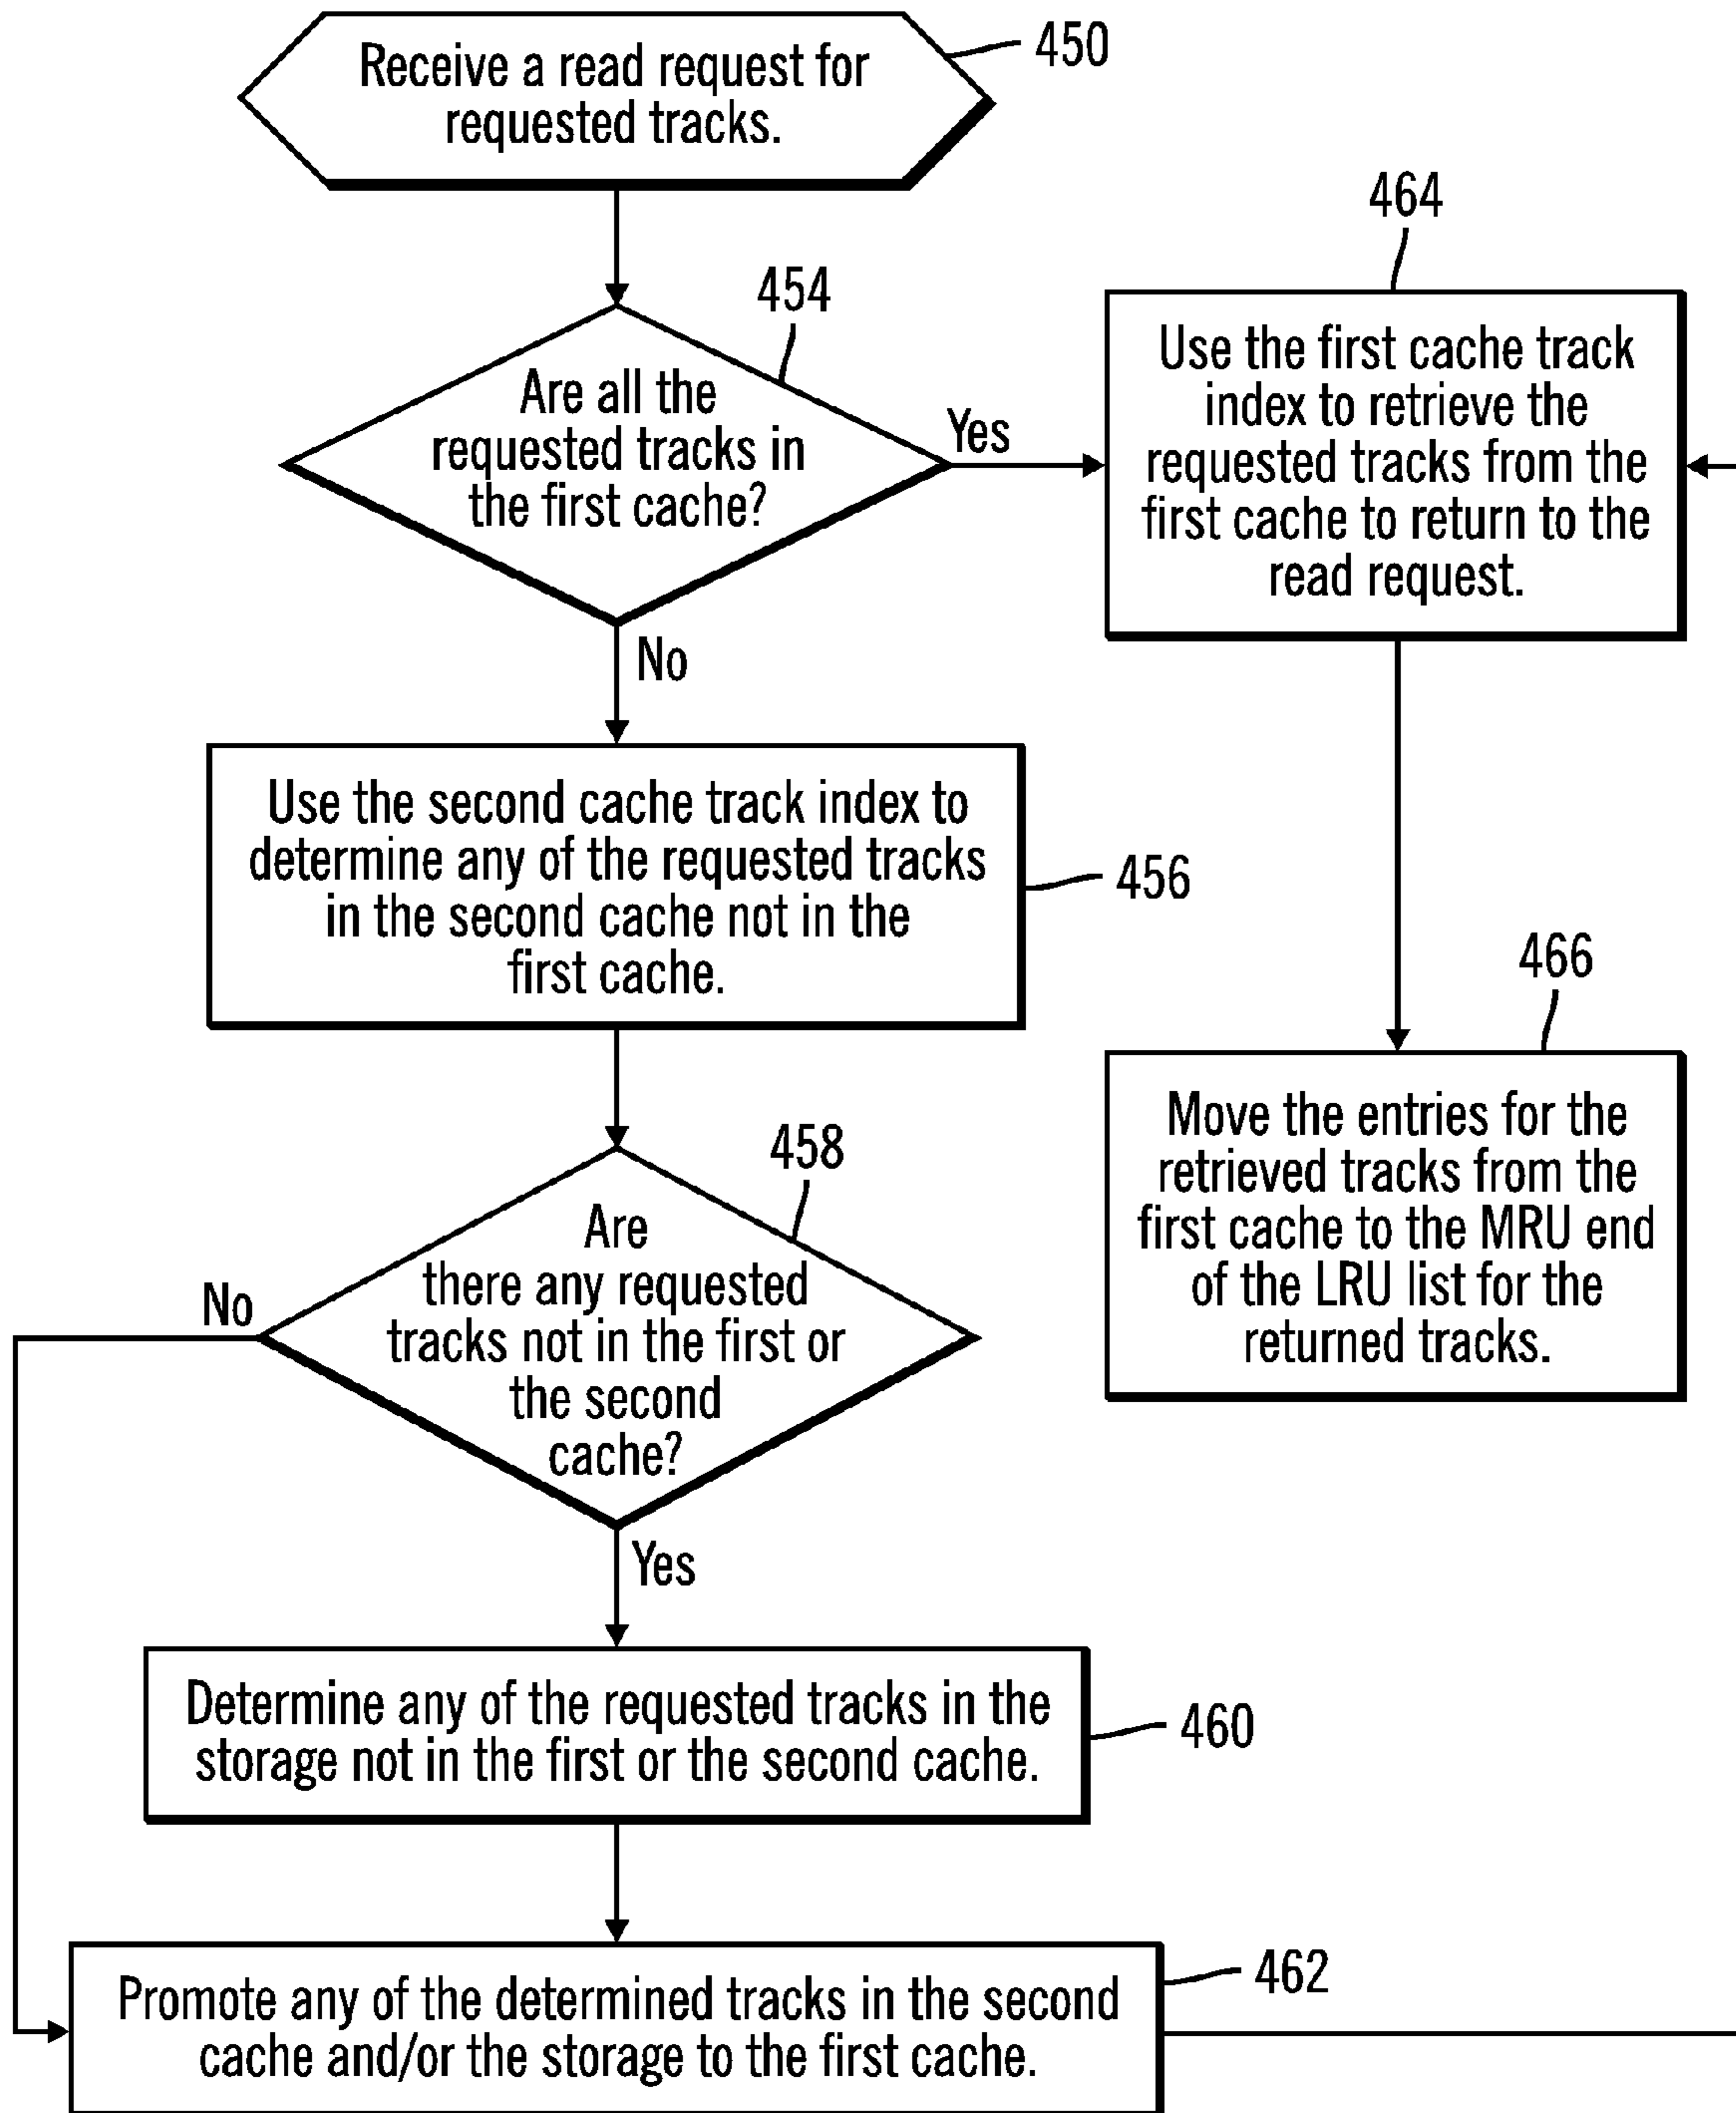 Receive a read request for
requested tracks.
450
454
Are all the
requested tracks in
the first cache?
Yes
No
464
Use the first cache track
index to retrieve the
requested tracks from the
first cache to return to the
read request.
Use the second cache track index to
determine any of the requested tracks
in the second cache not in the
first cache.
456
466
Move the entries for the
retrieved tracks from the
first cache to the MRU end
of the LRU list for the
returned tracks.
458
Are
there any requested
tracks not in the first or
the second
cache?
No
Yes
Determine any of the requested tracks in the
storage not in the first or the second cache.
460
Promote any of the determined tracks in the second
cache and/or the storage to the first cache.
462